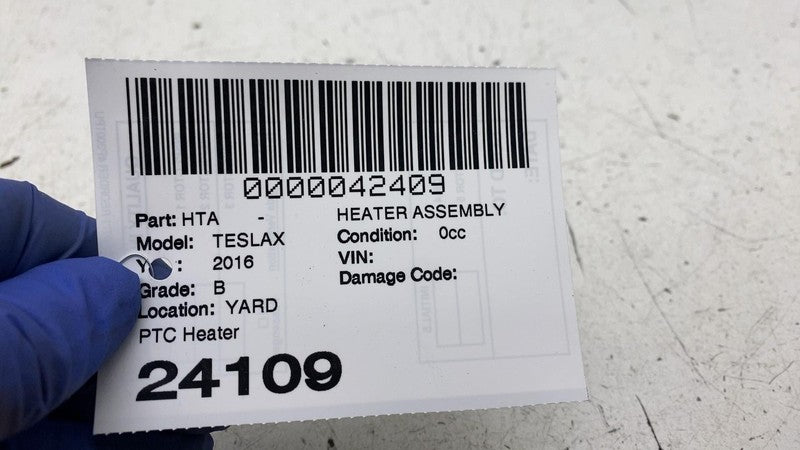 0000042409
Part: HTA - HEATER ASSEMBLY
Model: TESLAX Condition: 0cc
Y : 2016 VIN:
Grade: B Damage Code:
Location: YARD
PTC Heater
24109